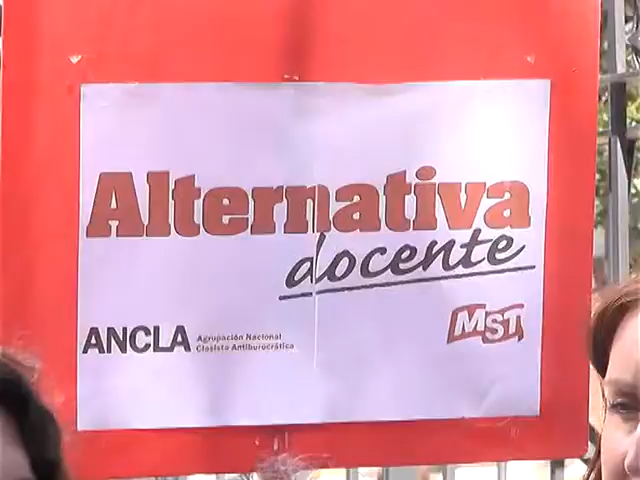 Alternativa
docente
ANCLA
Agrupación Nacional
Clasista Antiburocrática
MST